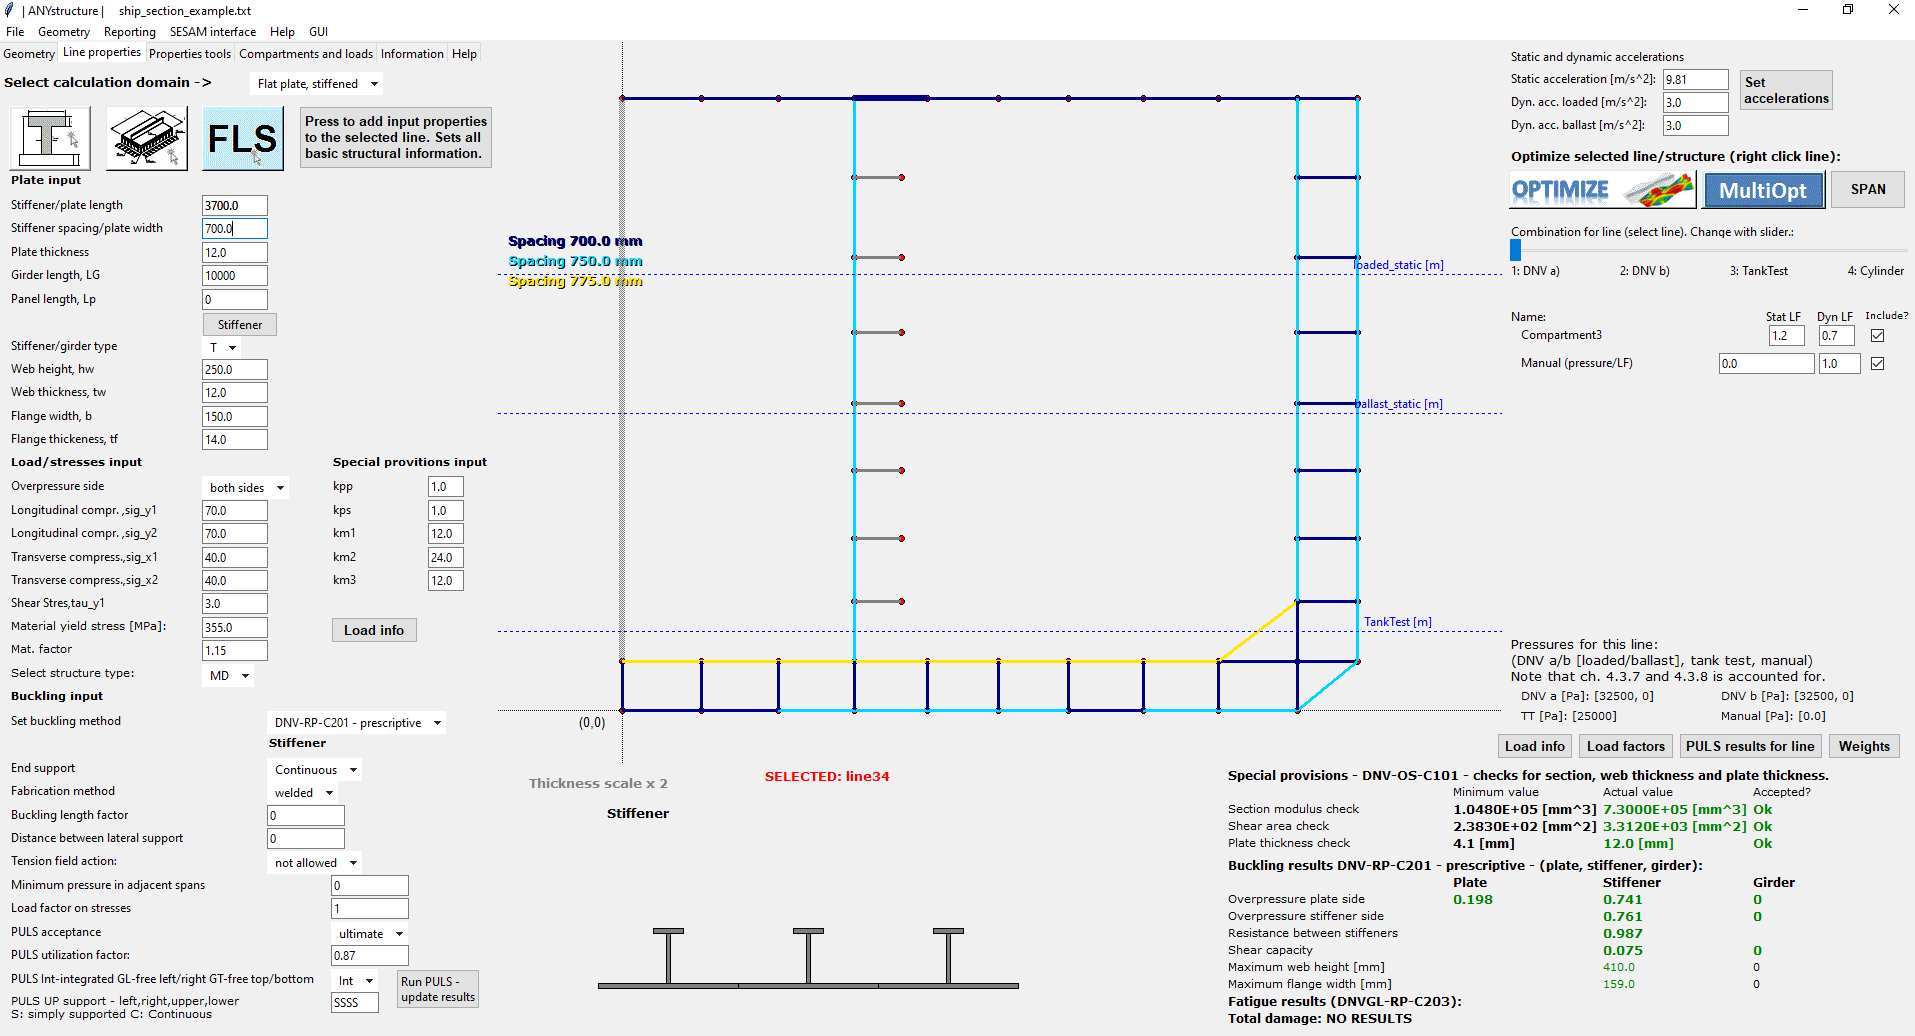 | ANYstructure |    ship_section_example.txt
File  Geometry  Reporting  SESAM interface  Help  GUI
Geometry  Line properties  Properties tools  Compartments and loads  Information  Help
Select calculation domain ->  Flat plate, stiffened
FLS
Press to add input properties
to the selected line. Sets all
basic structural information.
Plate input
Stiffener/plate length  3700.0
Stiffener spacing/plate width  700.0
Plate thickness  12.0
Girder length, LG  10000
Panel length, Lp  0
Stiffener
Stiffener/girder type  T
Web height, hw  250.0
Web thickness, tw  12.0
Flange width, b  150.0
Flange thickeness, tf  14.0
Load/stresses input
Overpressure side  both sides
Longitudinal compr. ,sig_y1  70.0
Longitudinal compr. ,sig_y2  70.0
Transverse compress.,sig_x1  40.0
Transverse compress.,sig_x2  40.0
Shear Stres,tau_y1  3.0
Material yield stress [MPa]:  355.0
Mat. factor  1.15
Select structure type:  MD
Special provitions input
kpp  1.0
kps  1.0
km1  12.0
km2  24.0
km3  12.0
Load info
Buckling input
Set buckling method  DNV-RP-C201 - prescriptive
Stiffener
End support  Continuous
Fabrication method  welded
Buckling length factor  0
Distance between lateral support  0
Tension field action:  not allowed
Minimum pressure in adjacent spans  0
Load factor on stresses  1
PULS acceptance  ultimate
PULS utilization factor:  0.87
PULS Int-integrated GL-free left/right GT-free top/bottom  Int
PULS UP support - left,right,upper,lower  SSSS
S: simply supported C: Continuous
Run PULS -
update results
Spacing 700.0 mm
Spacing 750.0 mm
Spacing 775.0 mm
loaded_static [m]
ballast_static [m]
TankTest [m]
(0,0)
Thickness scale x 2
SELECTED: line34
Stiffener
Static and dynamic accelerations
Static acceleration [m/s^2]:  9.81
Dyn. acc. loaded [m/s^2]:  3.0
Dyn. acc. ballast [m/s^2]:  3.0
Set
accelerations
Optimize selected line/structure (right click line):
OPTIMIZE  MultiOpt  SPAN
Combination for line (select line). Change with slider.:
1: DNV a)  2: DNV b)  3: TankTest  4: Cylinder
Name:  Stat LF  Dyn LF  Include?
Compartment3  1.2  0.7
Manual (pressure/LF)  0.0  1.0
Pressures for this line:
(DNV a/b [loaded/ballast], tank test, manual)
Note that ch. 4.3.7 and 4.3.8 is accounted for.
DNV a [Pa]: [32500, 0]  DNV b [Pa]: [32500, 0]
TT [Pa]: [25000]  Manual [Pa]: [0.0]
Load info  Load factors  PULS results for line  Weights
Special provisions - DNV-OS-C101 - checks for section, web thickness and plate thickness.
Minimum value  Actual value  Accepted?
Section modulus check  1.0480E+05 [mm^3]  7.3000E+05 [mm^3]  Ok
Shear area check  2.3830E+02 [mm^2]  3.3120E+03 [mm^2]  Ok
Plate thickness check  4.1 [mm]  12.0 [mm]  Ok
Buckling results DNV-RP-C201 - prescriptive - (plate, stiffener, girder):
Plate  Stiffener  Girder
Overpressure plate side  0.198  0.741  0
Overpressure stiffener side  0.761  0
Resistance between stiffeners  0.987
Shear capacity  0.075  0
Maximum web height [mm]  410.0  0
Maximum flange width [mm]  159.0  0
Fatigue results (DNVGL-RP-C203):
Total damage: NO RESULTS